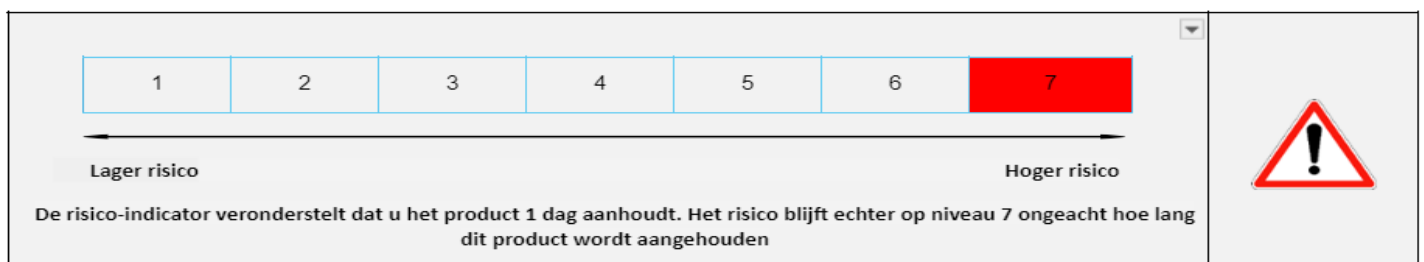 1 2 3 4 5 6 7
Lager risico Hoger risico
De risico-indicator veronderstelt dat u het product 1 dag aanhoudt. Het risico blijft echter op niveau 7 ongeacht hoe lang
dit product wordt aangehouden